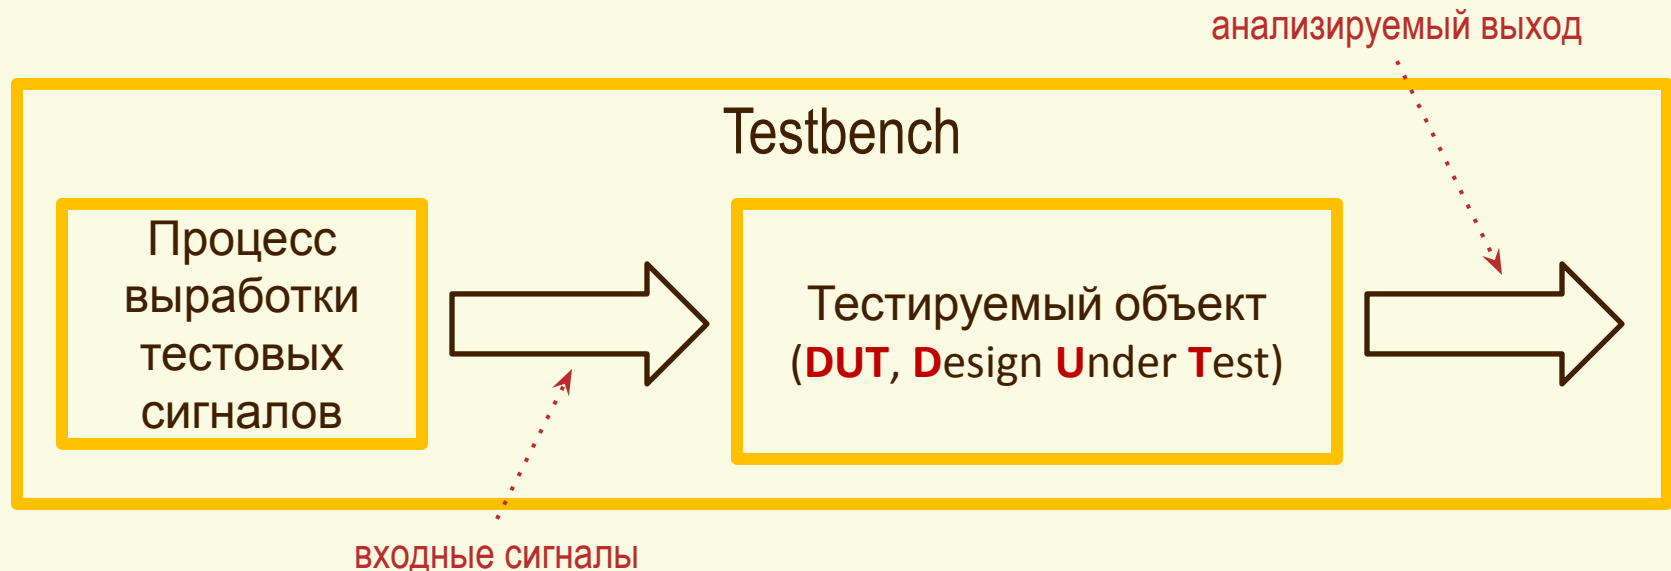 анализируемый выход
Testbench
Процесс
выработки
тестовых
сигналов
Тестируемый объект
(DUT, Design Under Test)
входные сигналы